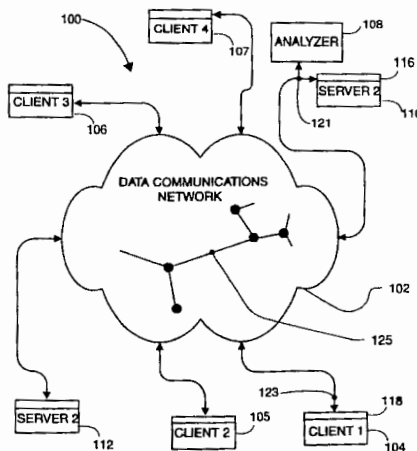 100
CLIENT 4
107
ANALYZER
108
116
SERVER 2
121
CLIENT 3
106
DATA COMMUNICATIONS
NETWORK
102
125
123
118
SERVER 2
112
CLIENT 2
105
CLIENT 1
104